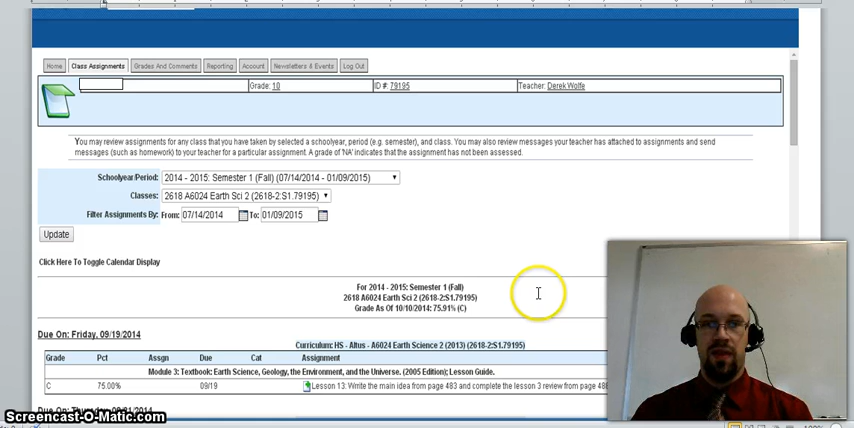 Home Class Assignments Grades And Comments Reporting Account Newsletters & Events Log Out
Grade: 10 ID #: 79195 Teacher: Derek Wolfe
You may review assignments for any class that you have taken by selected a schoolyear, period (e.g. semester), and class. You may also review messages your teacher has attached to assignments and send
messages (such as homework) to your teacher for a particular assignment. A grade of 'NA' indicates that the assignment has not been assessed.
Schoolyear/Period: 2014 - 2015: Semester 1 (Fall) (07/14/2014 - 01/09/2015)
Classes: 2618 A6024 Earth Sci 2 (2618-2:S1.79195)
Filter Assignments By: From: 07/14/2014 To: 01/09/2015
Update
Click Here To Toggle Calendar Display
For 2014 - 2015: Semester 1 (Fall)
2618 A6024 Earth Sci 2 (2618-2:S1.79195)
Grade As Of 10/10/2014: 75.91% (C)
Due On: Friday, 09/19/2014
Curriculum: HS - Altus - A6024 Earth Science 2 (2013) (2618-2:S1.79195)
Grade Pct Assgn Due Cat Assignment
Module 3: Textbook: Earth Science, Geology, the Environment, and the Universe. (2005 Edition); Lesson Guide.
C 75.00% 09/19 Lesson 13: Write the main idea from page 483 and complete the lesson 3 review from page 488
Screencast-O-Matic.com